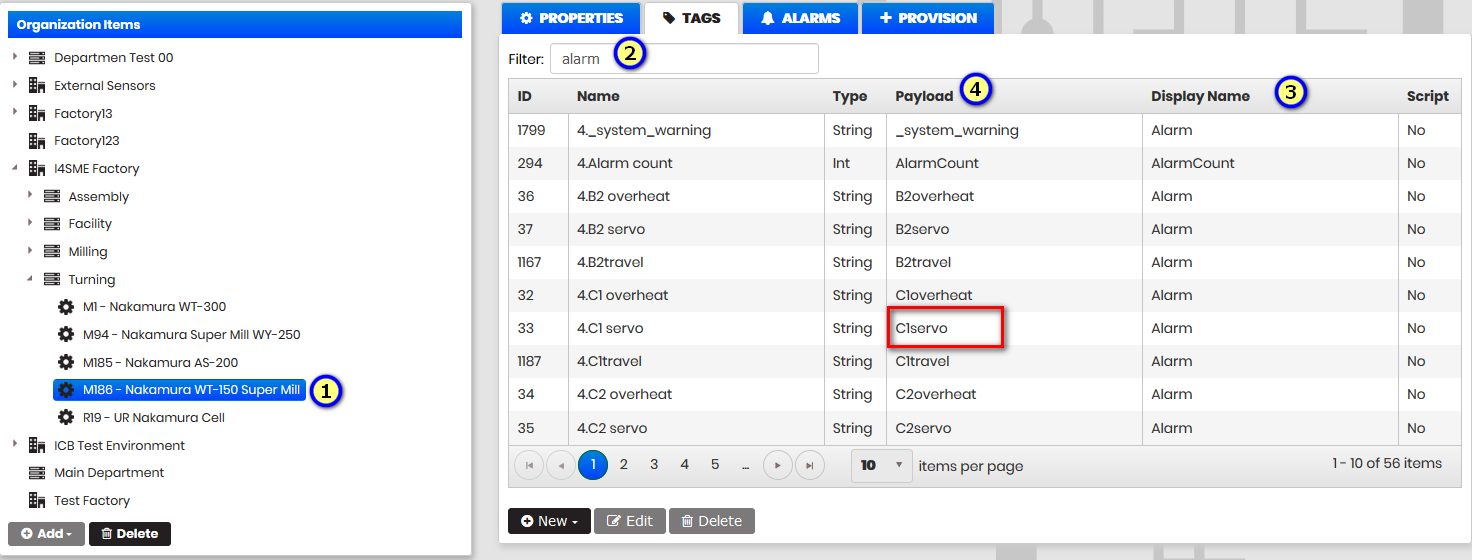 Organization Items
Departmen Test 00
External Sensors
Factory13
Factory123
I4SME Factory
Assembly
Facility
Milling
Turning
M1 - Nakamura WT-300
M94 - Nakamura Super Mill WY-250
M185 - Nakamura AS-200
M186 - Nakamura WT-150 Super Mill 1
R19 - UR Nakamura Cell
ICB Test Environment
Main Department
Test Factory
Add Delete
PROPERTIES TAGS ALARMS PROVISION
Filter: alarm 2
ID Name Type Payload 4 Display Name 3 Script
1799 4._system_warning String _system_warning Alarm No
294 4.Alarm count Int AlarmCount AlarmCount No
36 4.B2 overheat String B2overheat Alarm No
37 4.B2 servo String B2servo Alarm No
1167 4.B2travel String B2travel Alarm No
32 4.C1 overheat String C1overheat Alarm No
33 4.C1 servo String C1servo Alarm No
1187 4.C1travel String C1travel Alarm No
34 4.C2 overheat String C2overheat Alarm No
35 4.C2 servo String C2servo Alarm No
1 2 3 4 5 ... 10 items per page 1 - 10 of 56 items
New Edit Delete